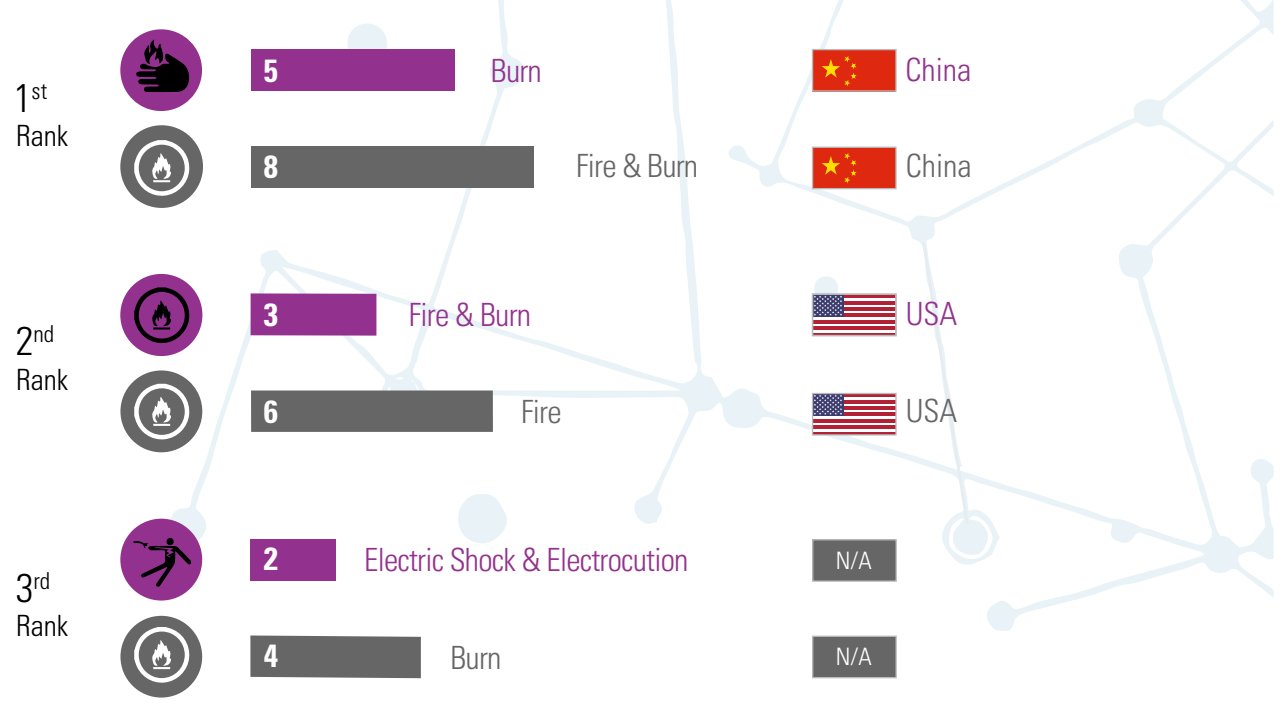 1st
Rank
5 Burn China
8 Fire & Burn China
2nd
Rank
3 Fire & Burn USA
6 Fire USA
3rd
Rank
2 Electric Shock & Electrocution N/A
4 Burn N/A